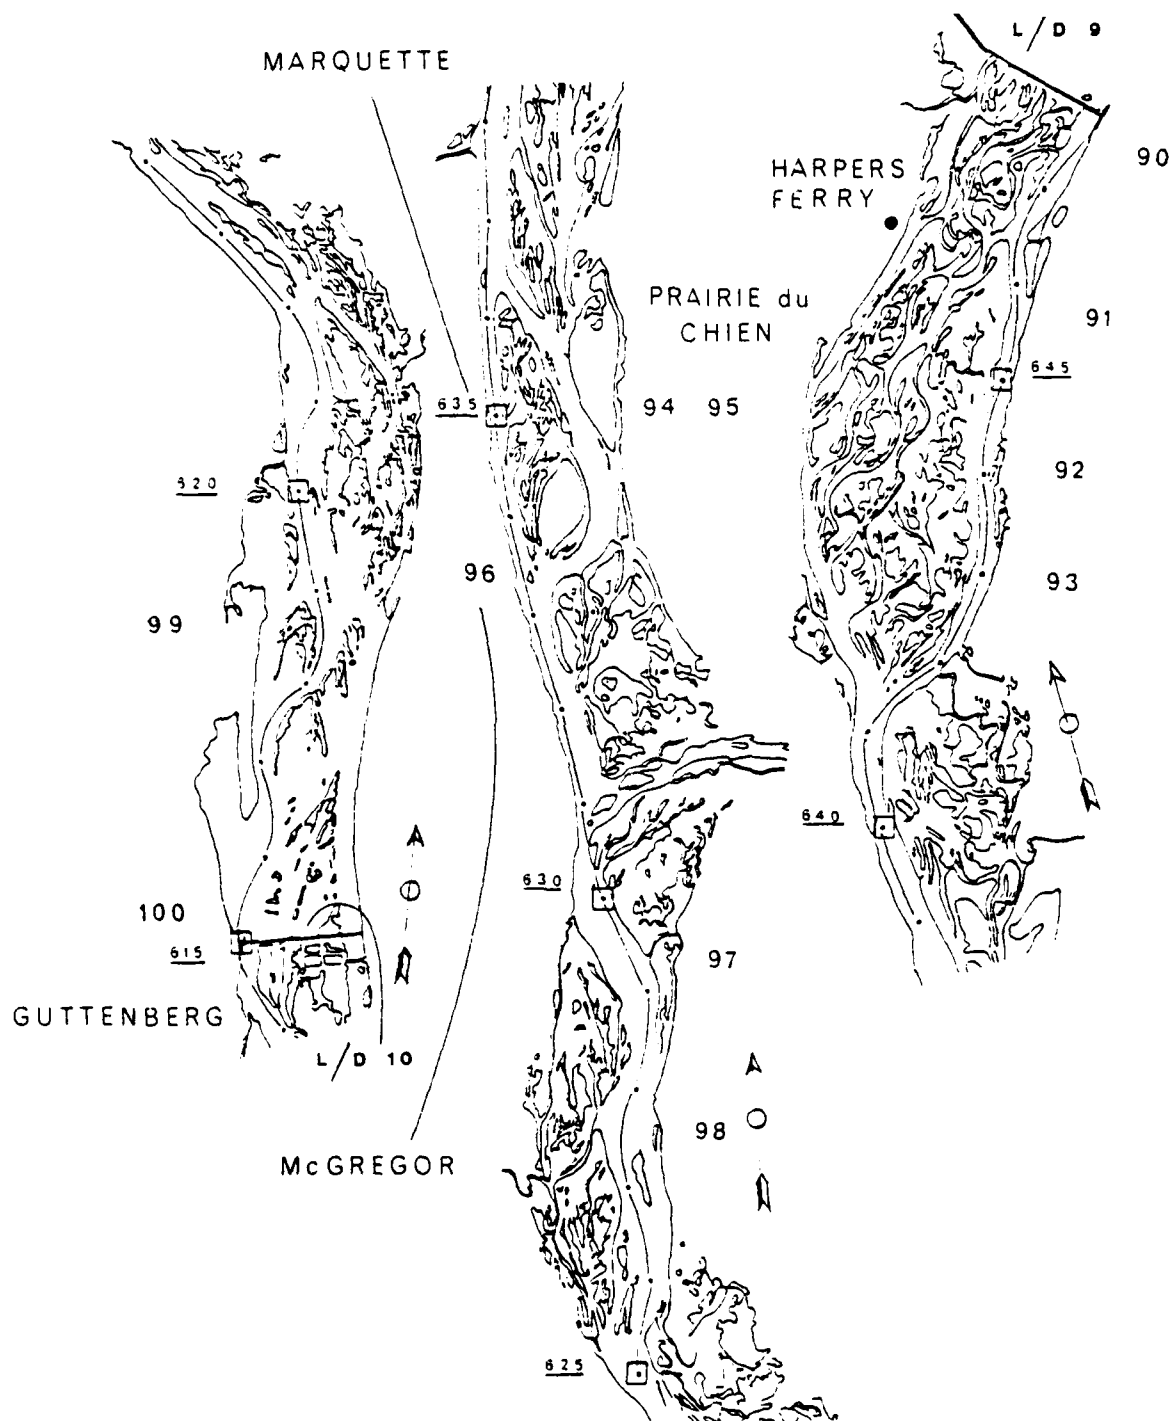 L/D 9
MARQUETTE
90
HARPERS
FERRY
PRAIRIE du
CHIEN
91
645
635
94 95
92
620
96
93
99
640
630
100
615
97
GUTTENBERG
L/D 10
98
McGREGOR
625